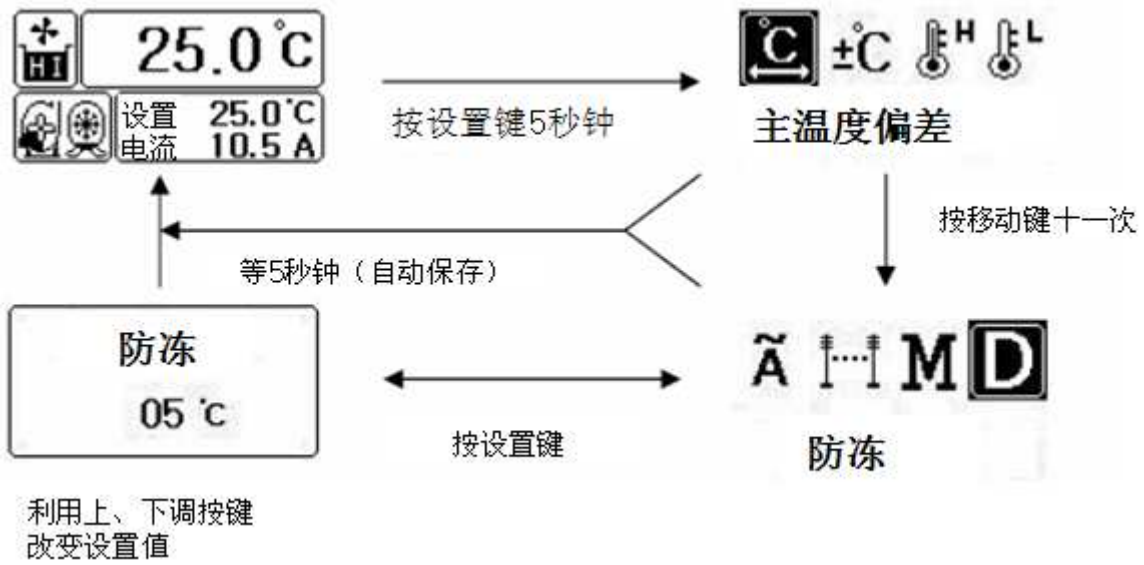 25.0℃
HI
设置 25.0℃
电流 10.5 A
按设置键5秒钟
℃ ±℃ H L
主温度偏差
按移动键十一次
等5秒钟（自动保存）
防冻
05 ℃
按设置键
Ã M D
防冻
利用上、下调按键
改变设置值